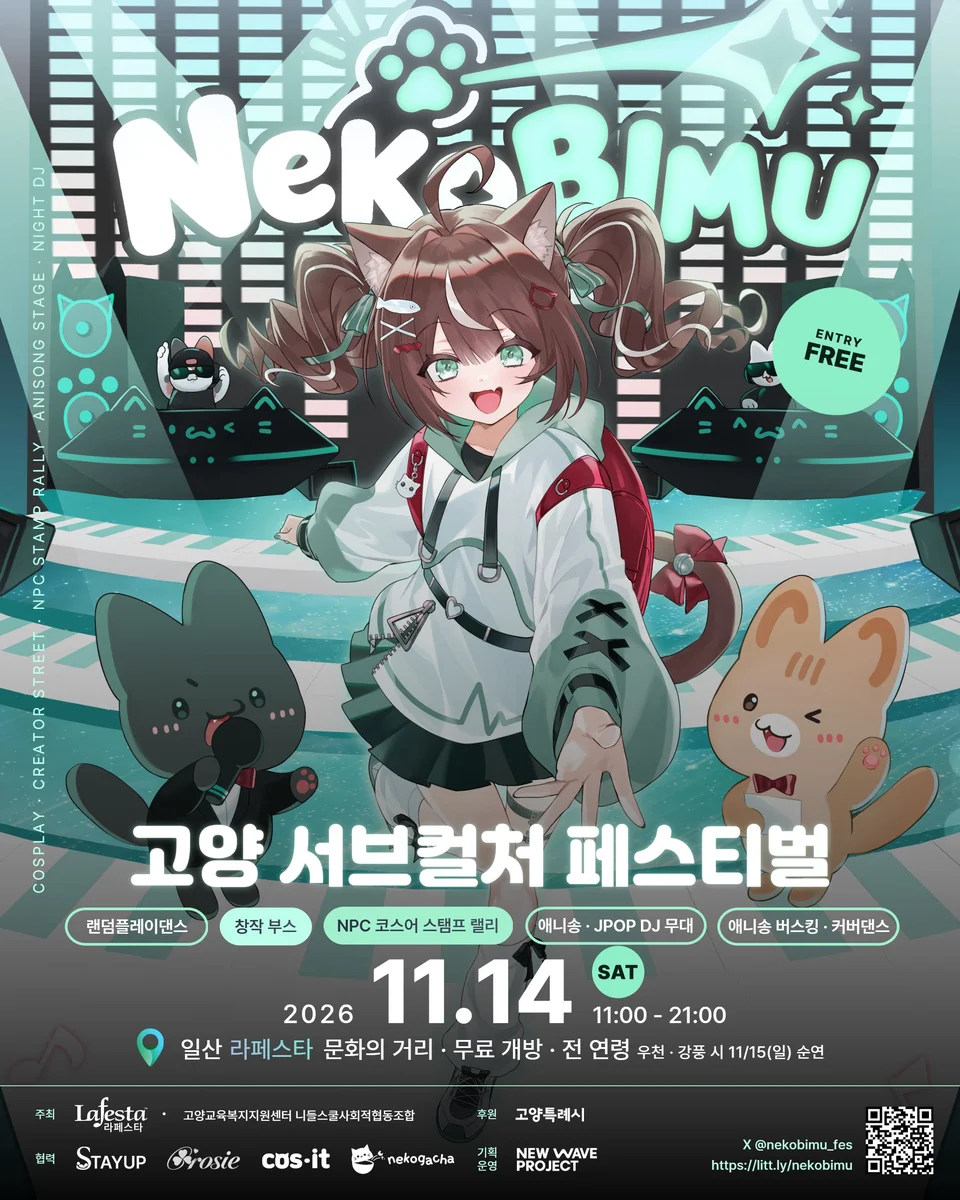 NekoBIMU
COSPLAY · CREATOR STREET · NPC STAMP RALLY ANISONG STAGE · NIGHT DJ
ENTRY
FREE
고양 서브컬처 페스티벌
랜덤플레이댄스
창작 부스
NPC 코스어 스탬프 랠리
애니송 · JPOP DJ 무대
애니송 버스킹 · 커버댄스
2026 11.14 SAT 11:00 - 21:00
일산 라페스타 문화의 거리 · 무료 개방 · 전 연령 우천 · 강풍 시 11/15(일) 순연
주최 Lafesta 라페스타 · 고양교육복지지원센터 니들스쿨사회적협동조합 후원 고양특례시
협력 STAYUP Prosie cos·it nekogacha 기획 운영 NEW WAVE PROJECT
X @nekobimu_fes
https://litt.ly/nekobimu